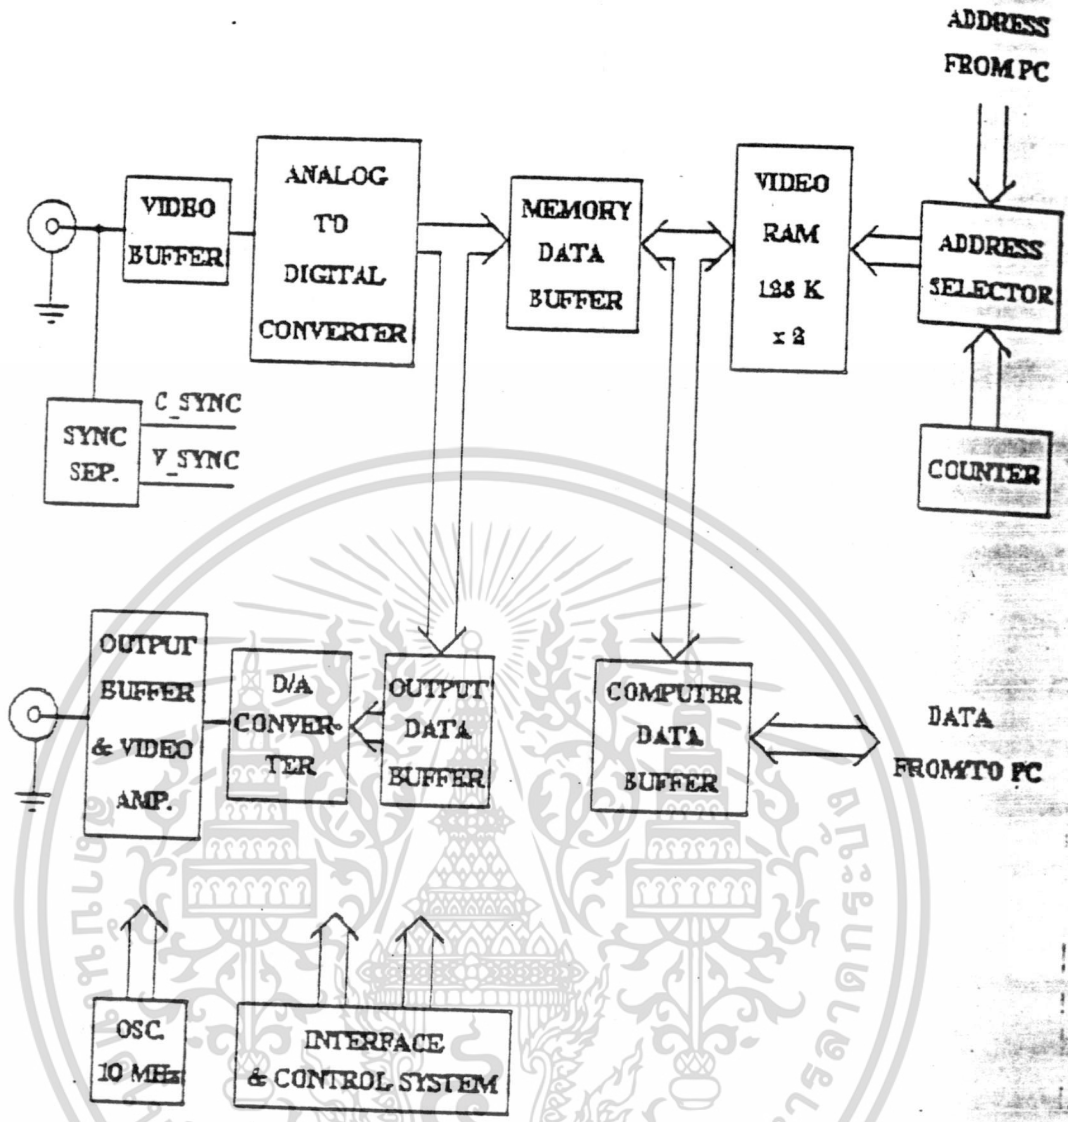 ADDRESS
FROM PC
VIDEO
BUFFER
ANALOG
TO
DIGITAL
CONVERTER
MEMORY
DATA
BUFFER
VIDEO
RAM
128 K
x 2
ADDRESS
SELECTOR
SYNC
SEP.
C_SYNC
V_SYNC
COUNTER
OUTPUT
BUFFER
& VIDEO
AMP.
D/A
CONVER-
TER
OUTPUT
DATA
BUFFER
COMPUTER
DATA
BUFFER
DATA
FROM/TO PC
OSC.
10 MHz
INTERFACE
& CONTROL SYSTEM